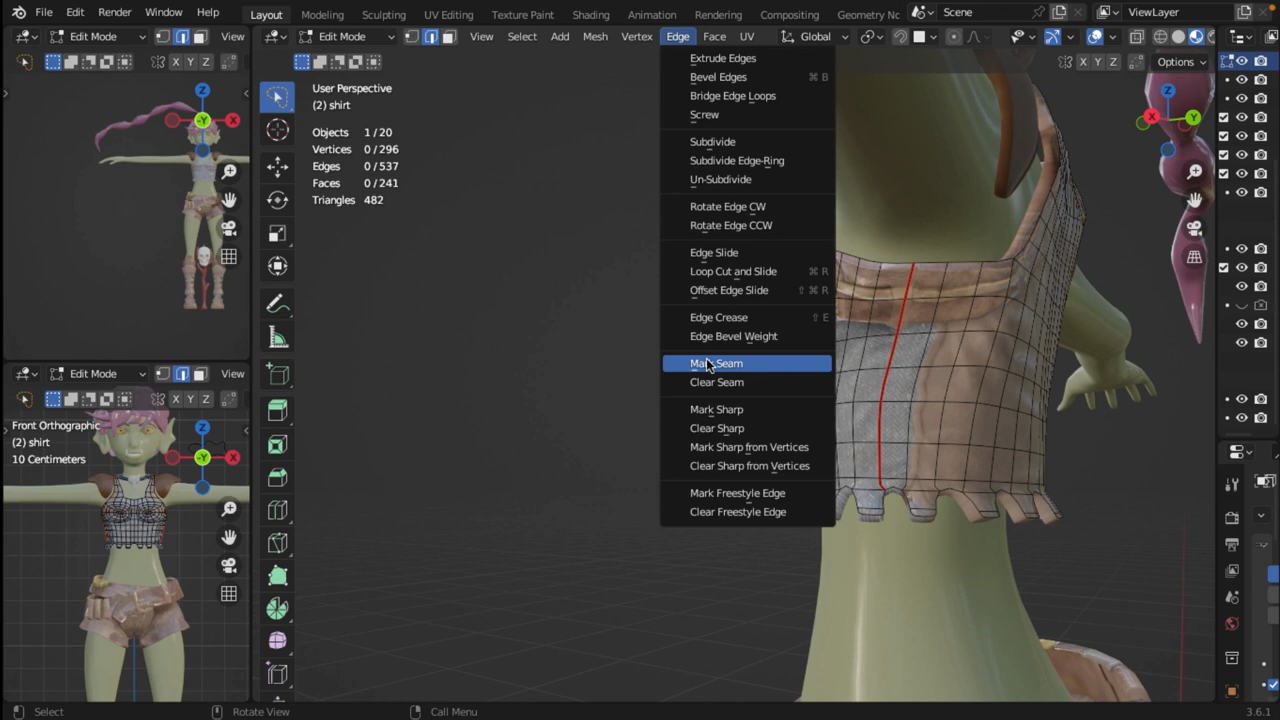 File Edit Render Window Help Layout Modeling Sculpting UV Editing Texture Paint Shading Animation Rendering Compositing Geometry Nc Scene ViewLayer
Edit Mode View
Edit Mode View Select Add Mesh Vertex Edge Face UV Global
X Y Z
X Y Z Options
User Perspective
(2) shirt
Objects 1 / 20
Vertices 0 / 296
Edges 0 / 537
Faces 0 / 241
Triangles 482
Z
-Y
X
Z
X
Y
Extrude Edges
Bevel Edges ⌘ B
Bridge Edge Loops
Screw
Subdivide
Subdivide Edge-Ring
Un-Subdivide
Rotate Edge CW
Rotate Edge CCW
Edge Slide
Loop Cut and Slide ⌘ R
Offset Edge Slide ⇧ ⌘ R
Edge Crease ⇧ E
Edge Bevel Weight
Mark Seam
Clear Seam
Mark Sharp
Clear Sharp
Mark Sharp from Vertices
Clear Sharp from Vertices
Mark Freestyle Edge
Clear Freestyle Edge
Edit Mode View
X Y Z
Front Orthographic
(2) shirt
10 Centimeters
Z
-Y
X
Select Rotate View Call Menu 3.6.1